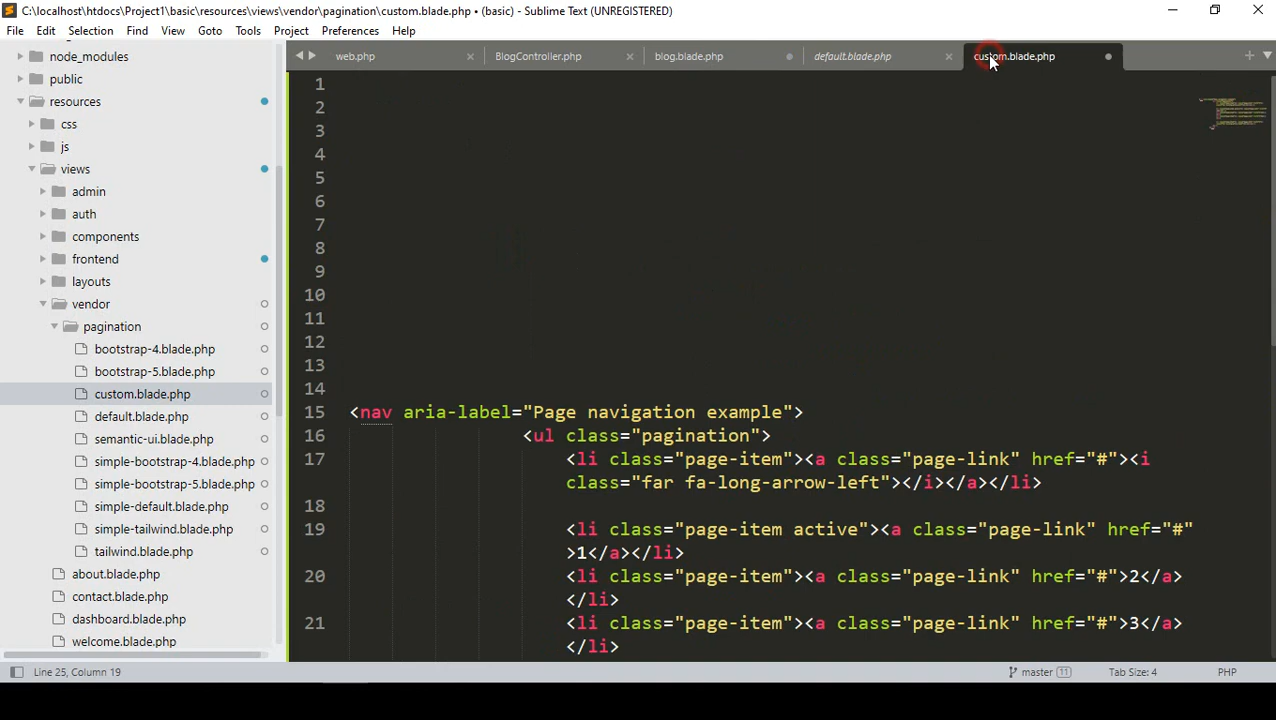 C:\localhost\htdocs\Project1\basic\resources\views\vendor\pagination\custom.blade.php • (basic) - Sublime Text (UNREGISTERED)
File Edit Selection Find View Goto Tools Project Preferences Help
node_modules
public
resources
css
js
views
admin
auth
components
frontend
layouts
vendor
pagination
bootstrap-4.blade.php
bootstrap-5.blade.php
custom.blade.php
default.blade.php
semantic-ui.blade.php
simple-bootstrap-4.blade.php
simple-bootstrap-5.blade.php
simple-default.blade.php
simple-tailwind.blade.php
tailwind.blade.php
about.blade.php
contact.blade.php
dashboard.blade.php
welcome.blade.php
web.php BlogController.php blog.blade.php default.blade.php custom.blade.php
1
2
3
4
5
6
7
8
9
10
11
12
13
14
15 <nav aria-label="Page navigation example">
16 <ul class="pagination">
17 <li class="page-item"><a class="page-link" href="#"><i
class="far fa-long-arrow-left"></i></a></li>
18
19 <li class="page-item active"><a class="page-link" href="#"
>1</a></li>
20 <li class="page-item"><a class="page-link" href="#">2</a>
</li>
21 <li class="page-item"><a class="page-link" href="#">3</a>
</li>
Line 25, Column 19 master 11 Tab Size: 4 PHP